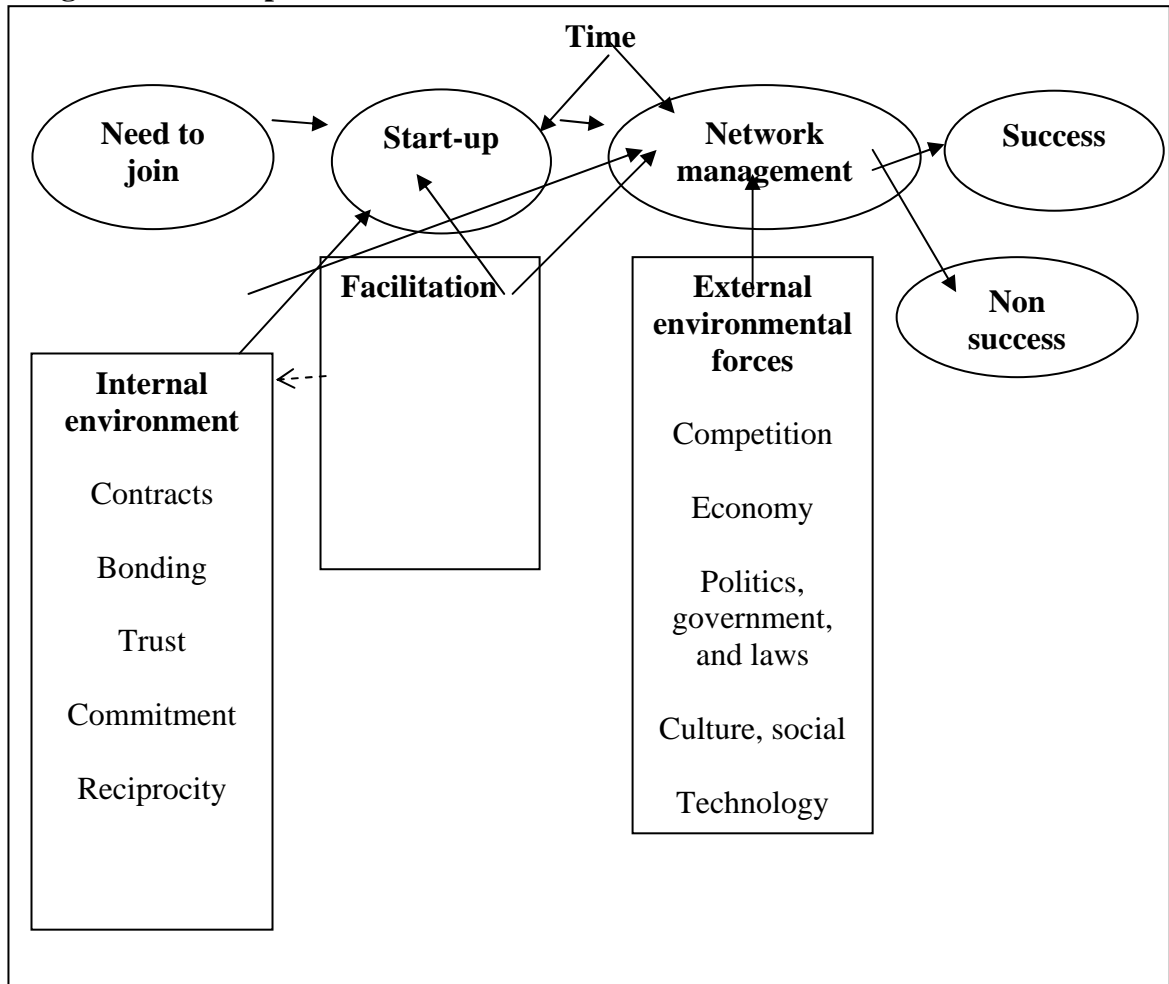 Time
Need to
join
Start-up
Network
management
Success
Facilitation
External
environmental
forces
Non
success
Internal
environment
Contracts
Bonding
Trust
Commitment
Reciprocity
Competition
Economy
Politics,
government,
and laws
Culture, social
Technology